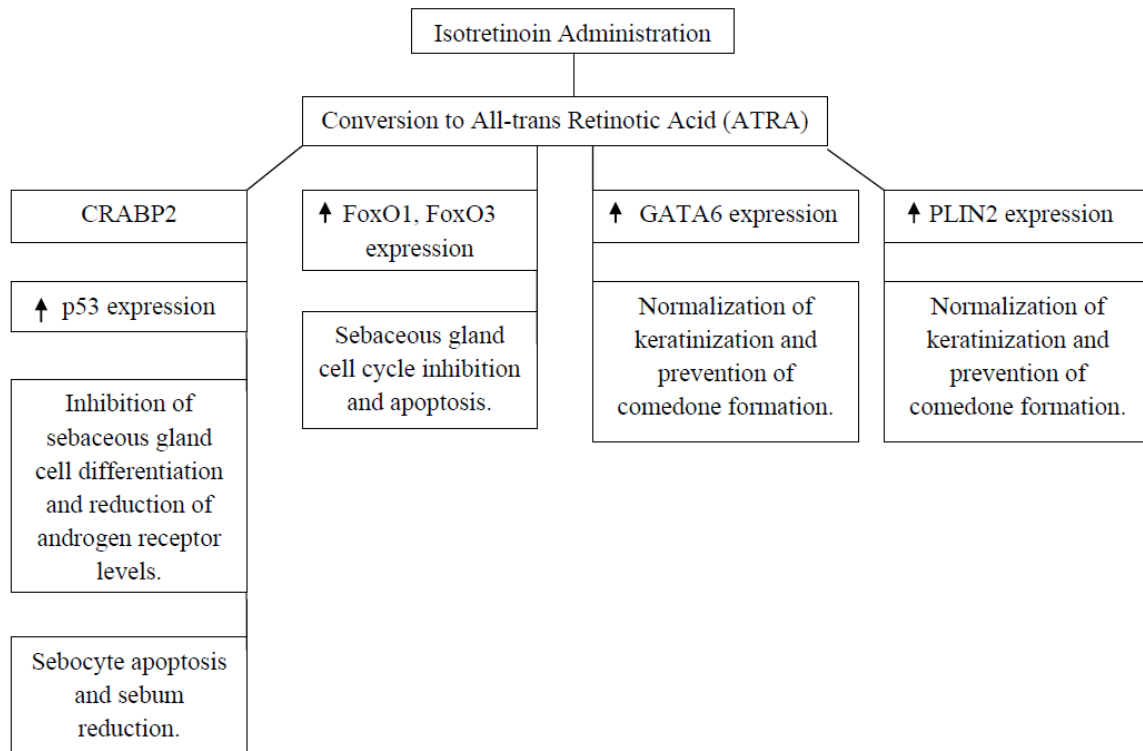 Isotretinoin Administration
Conversion to All-trans Retinotic Acid (ATRA)
CRABP2
↑ p53 expression
Inhibition of
sebaceous gland
cell differentiation
and reduction of
androgen receptor
levels.
Sebocyte apoptosis
and sebum
reduction.
↑ FoxO1, FoxO3
expression
Sebaceous gland
cell cycle inhibition
and apoptosis.
↑ GATA6 expression
Normalization of
keratinization and
prevention of
comedone formation.
↑ PLIN2 expression
Normalization of
keratinization and
prevention of
comedone formation.